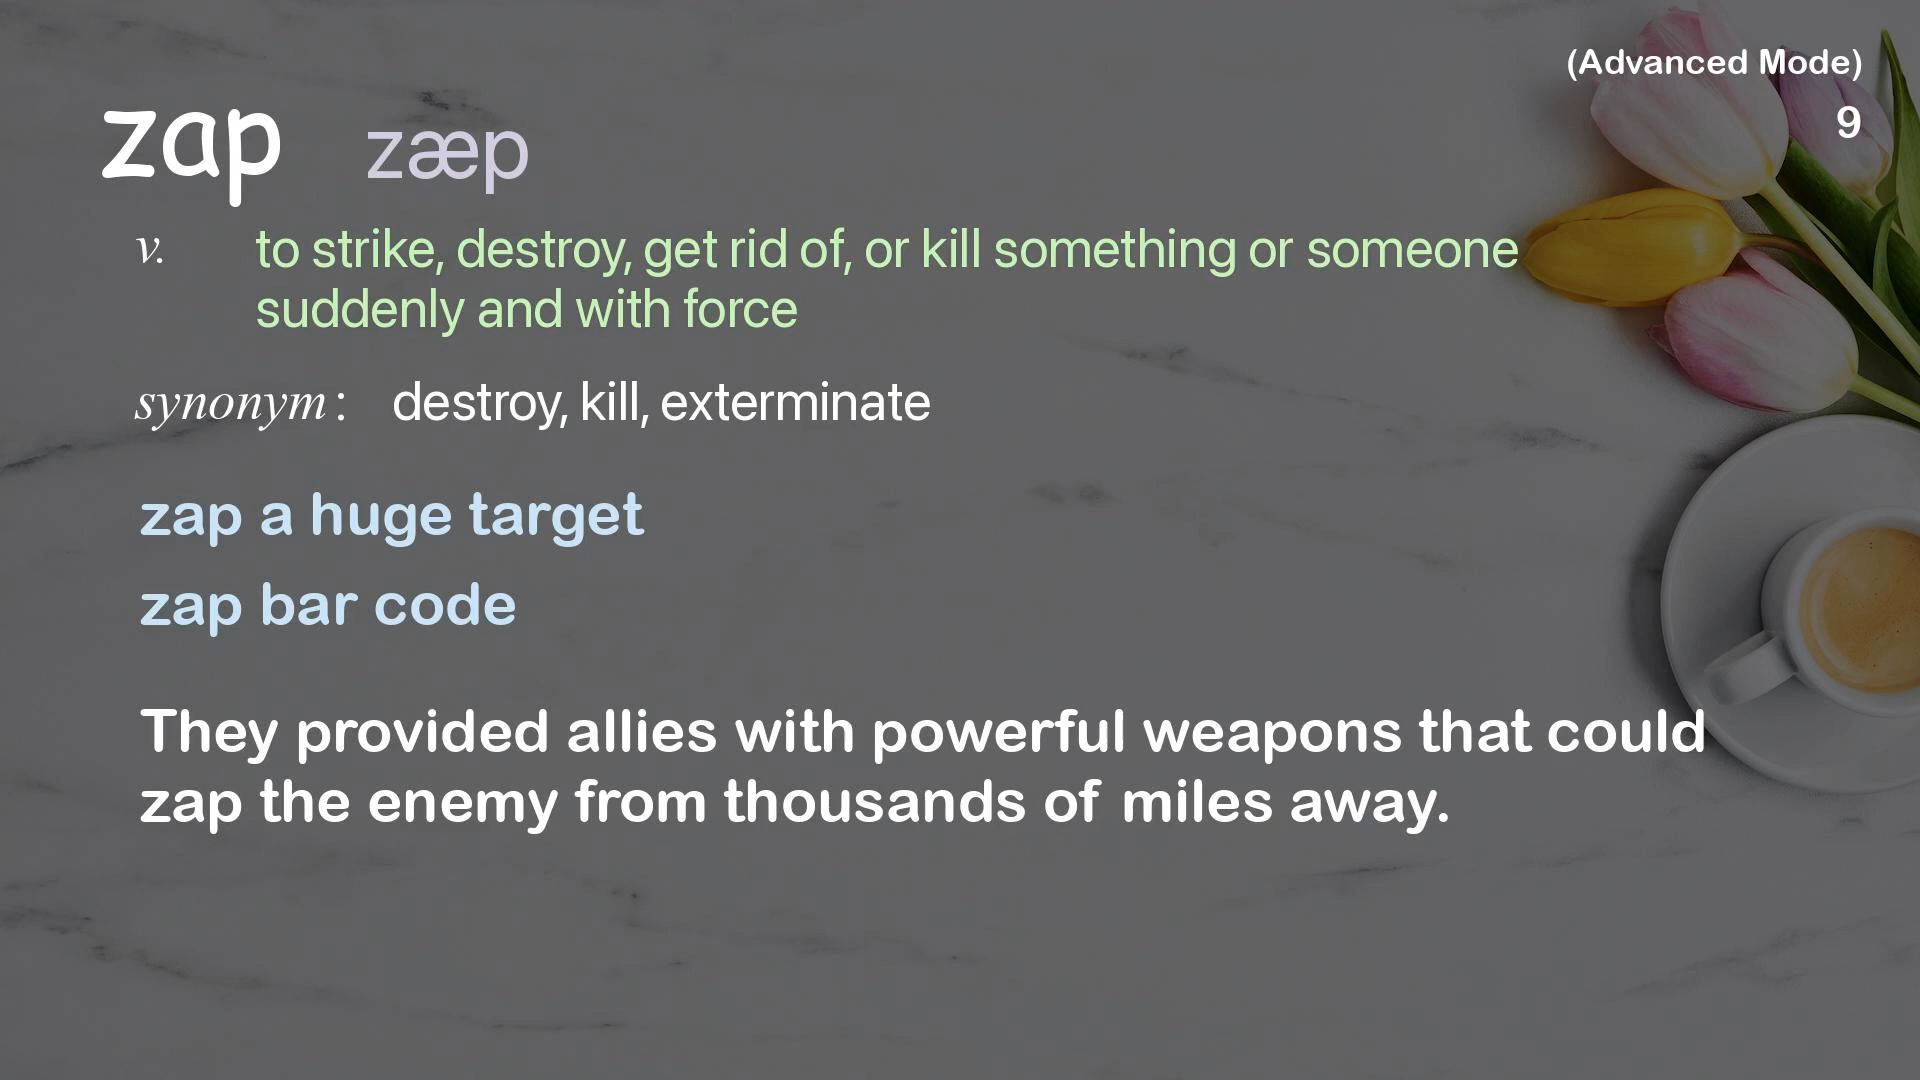 (Advanced Mode)
zap zæp
9
v. to strike, destroy, get rid of, or kill something or someone
suddenly and with force
synonym : destroy, kill, exterminate
zap a huge target
zap bar code
They provided allies with powerful weapons that could
zap the enemy from thousands of miles away.